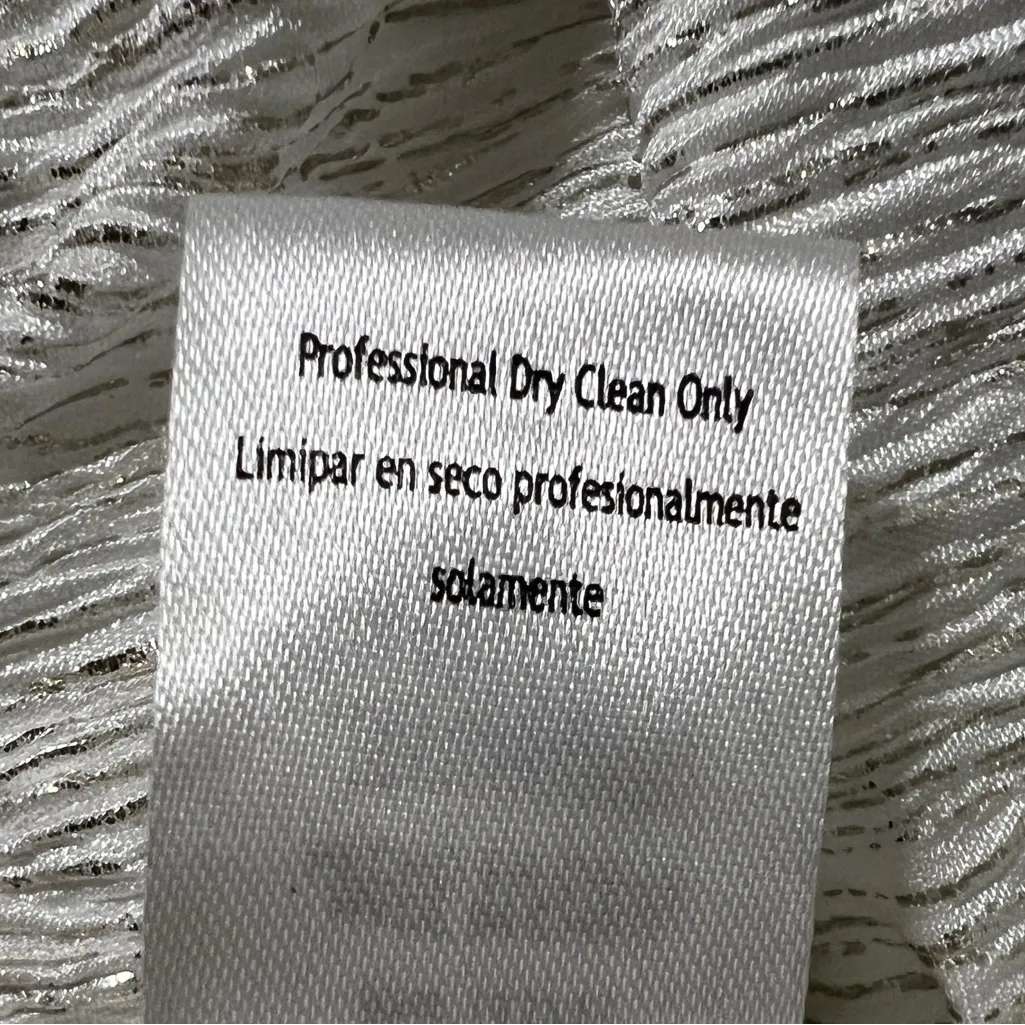 Professional Dry Clean Only
Limipar en seco profesionalmente
solamente